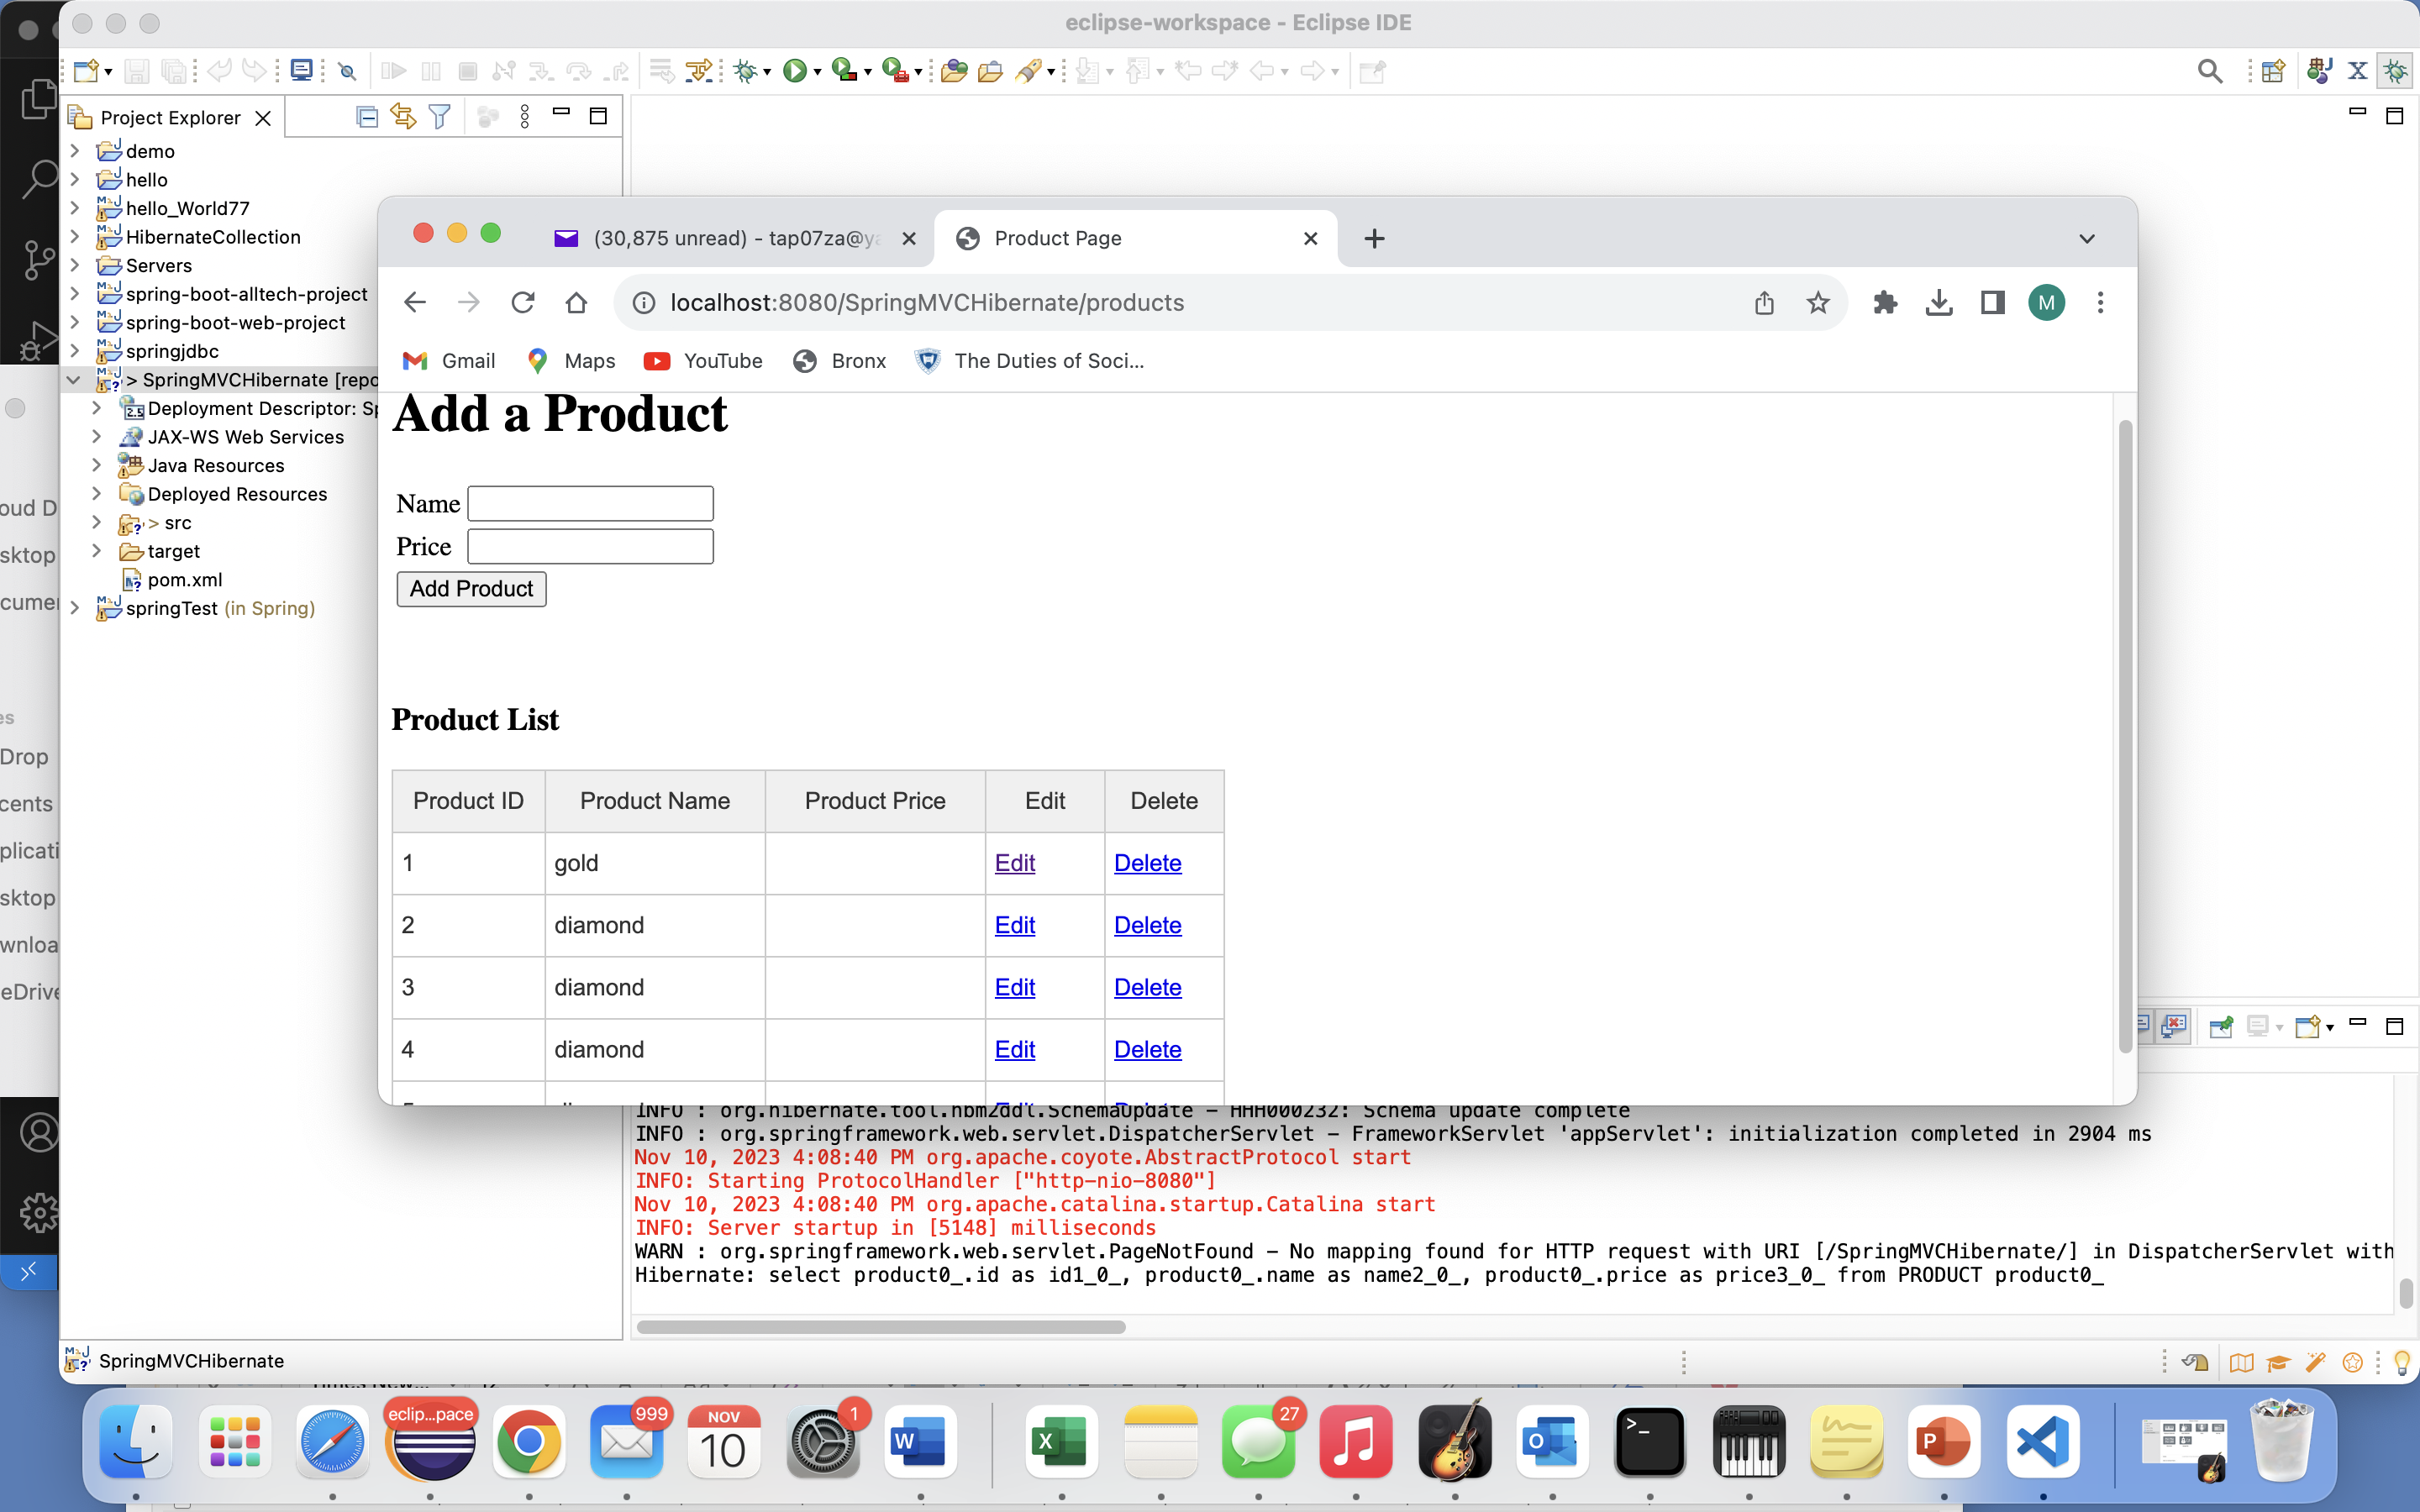 eclipse-workspace - Eclipse IDE
Project Explorer
demo
hello
hello_World77
HibernateCollection
Servers
spring-boot-alltech-project
spring-boot-web-project
springjdbc
> SpringMVCHibernate [repo
Deployment Descriptor: Sp
JAX-WS Web Services
Java Resources
Deployed Resources
> src
target
pom.xml
springTest (in Spring)
(30,875 unread) - tap07za@ya
Product Page
localhost:8080/SpringMVCHibernate/products
M
Gmail
Maps
YouTube
Bronx
The Duties of Soci...
Add a Product
Name
Price
Add Product
Product List
Product ID Product Name Product Price Edit Delete
1 gold Edit Delete
2 diamond Edit Delete
3 diamond Edit Delete
4 diamond Edit Delete
INFO : org.hibernate.tool.hbm2ddl.SchemaUpdate - HHH000232: Schema update complete
INFO : org.springframework.web.servlet.DispatcherServlet - FrameworkServlet 'appServlet': initialization completed in 2904 ms
Nov 10, 2023 4:08:40 PM org.apache.coyote.AbstractProtocol start
INFO: Starting ProtocolHandler ["http-nio-8080"]
Nov 10, 2023 4:08:40 PM org.apache.catalina.startup.Catalina start
INFO: Server startup in [5148] milliseconds
WARN : org.springframework.web.servlet.PageNotFound - No mapping found for HTTP request with URI [/SpringMVCHibernate/] in DispatcherServlet with
Hibernate: select product0_.id as id1_0_, product0_.name as name2_0_, product0_.price as price3_0_ from PRODUCT product0_
SpringMVCHibernate
oud D
sktop
cumen
es
Drop
cents
plicati
sktop
wnloa
eDrive
eclip...pace
999
NOV
10
1
W
X
27
O
P